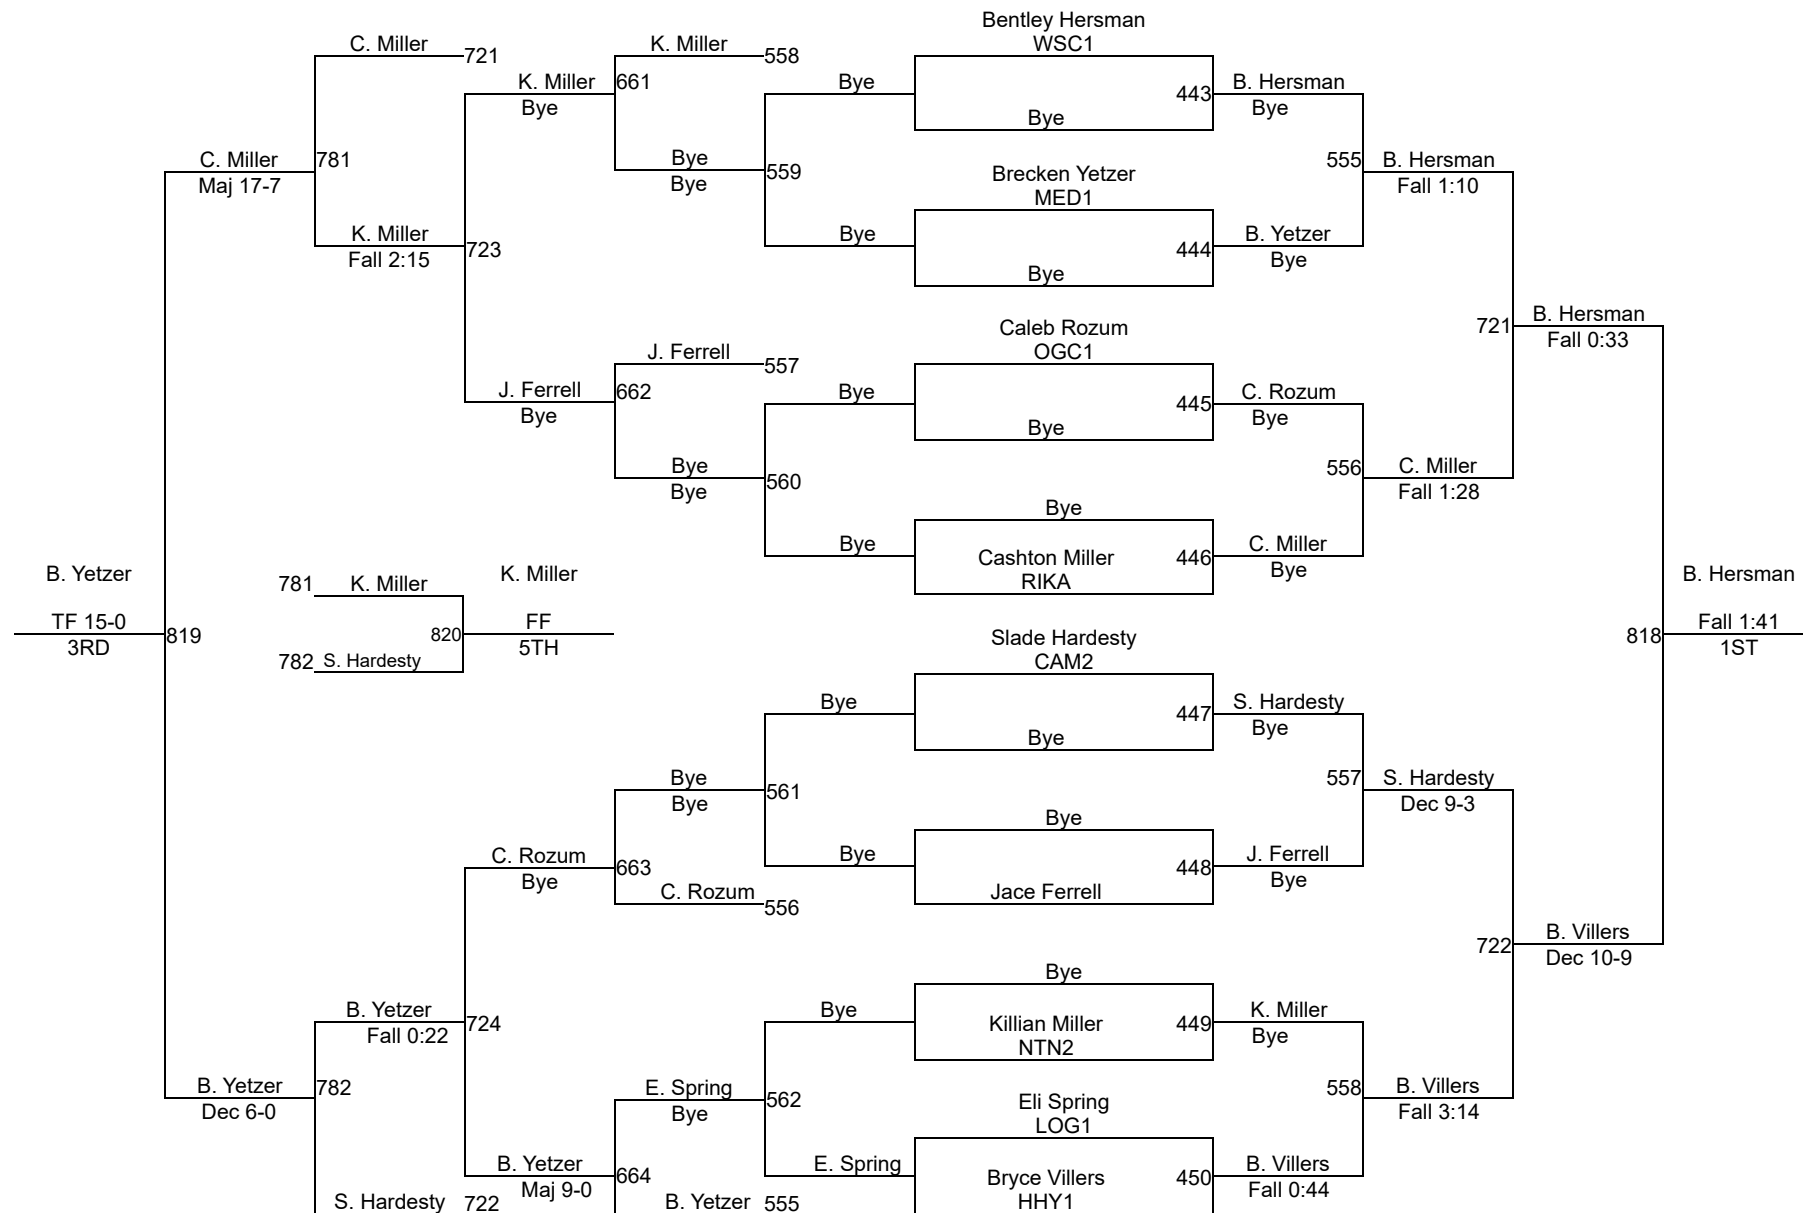 Bentley Hersman
C. Miller K. Miller WSC1
721 558
K. Miller 661 Bye B. Hersman
Bye 443 Bye
Bye
C. Miller 781 Bye 559 Brecken Yetzer 555 B. Hersman
Maj 17-7 Bye MED1 Fall 1:10
K. Miller 723 Bye 444 B. Yetzer
Fall 2:15 Bye Bye
Caleb Rozum 721 B. Hersman
J. Ferrell 557 OGC1 Fall 0:33
J. Ferrell 662 Bye 445 C. Rozum
Bye Bye Bye
Bye 560 556 C. Miller
Bye Bye Fall 1:28
Bye Cashton Miller 446 C. Miller
B. Yetzer 781 K. Miller K. Miller RIKA Bye B. Hersman
TF 15-0 819 820 FF 818 Fall 1:41
3RD 5TH Slade Hardesty 1ST
782 S. Hardesty CAM2
Bye 447 S. Hardesty
Bye Bye
Bye 561 557 S. Hardesty
Bye Bye Dec 9-3
C. Rozum 663 Bye 448 J. Ferrell
Bye C. Rozum 556 Jace Ferrell Bye
722 B. Villers
Bye Dec 10-9
B. Yetzer 724 Bye Killian Miller 449 K. Miller
Fall 0:22 NTN2 Bye
B. Yetzer 782 E. Spring 562 558 B. Villers
Dec 6-0 Bye Eli Spring Fall 3:14
LOG1
B. Yetzer 664 E. Spring Bryce Villers 450 B. Villers
Maj 9-0 HHY1 Fall 0:44
S. Hardesty 722 B. Yetzer 555